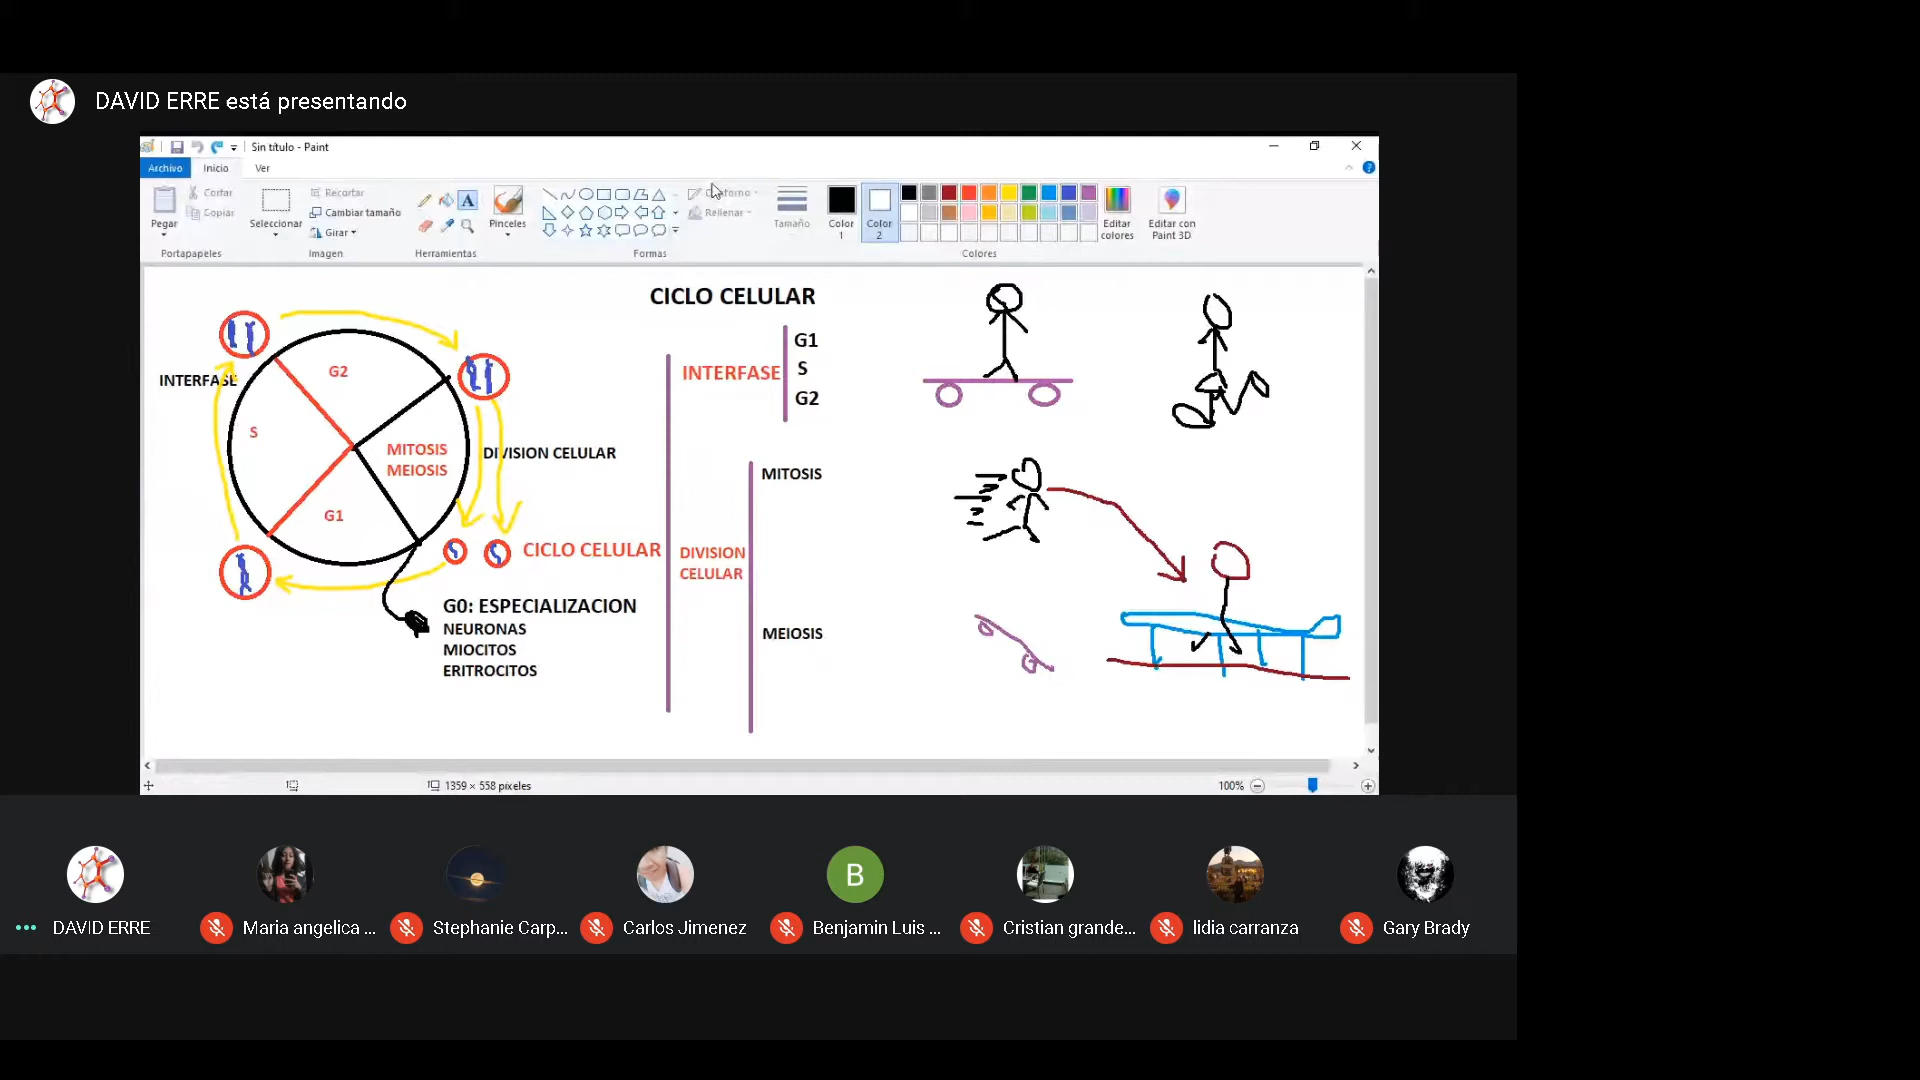 DAVID ERRE está presentando
Sin título - Paint
Archivo
Inicio
Ver
Pegar
Cortar
Copiar
Portapapeles
Seleccionar
Recortar
Cambiar tamaño
Girar
Imagen
A
Herramientas
Pinceles
Contorno
Rellenar
Formas
Tamaño
Color
1
Color
2
Editar
colores
Editar con
Paint 3D
Colores
CICLO CELULAR
INTERFASE
G2
S
G1
MITOSIS
MEIOSIS
DIVISION CELULAR
G0: ESPECIALIZACION
NEURONAS
MIOCITOS
ERITROCITOS
CICLO CELULAR
INTERFASE
G1
S
G2
DIVISION
CELULAR
MITOSIS
MEIOSIS
1359 × 558 píxeles
100%
B
DAVID ERRE
Maria angelica ...
Stephanie Carp...
Carlos Jimenez
Benjamin Luis ...
Cristian grande...
lidia carranza
Gary Brady